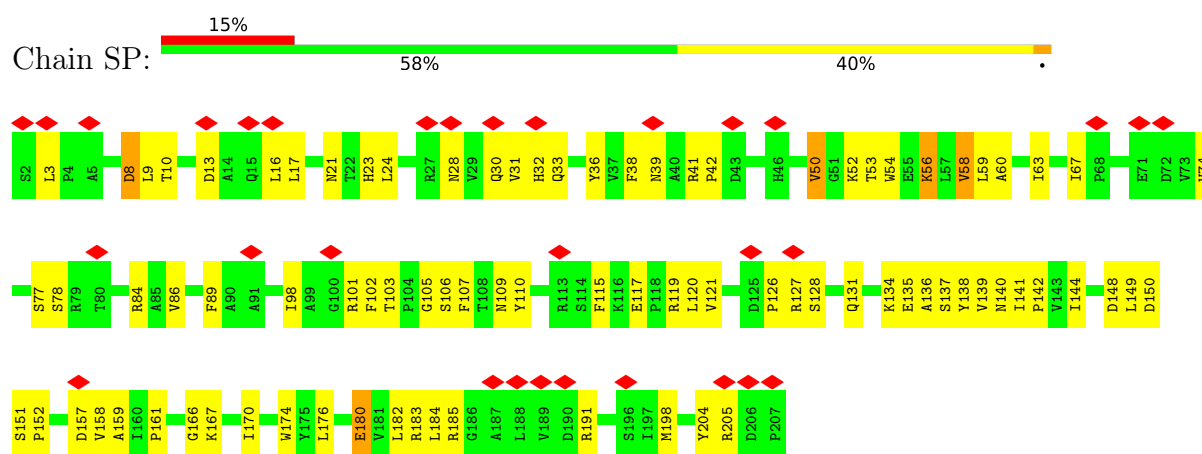 15%
Chain SP:
58% 40% •
S2 L3 P4 A5 D8 L9 T10 D13 A14 Q15 L16 L17 N21 T22 H23 L24 R27 N28 V29 Q30 V31 H32 Q33 Y36 V37 F38 N39 A40 R41 P42 D43 H46 V50 G51 K52 T53 W54 E55 K56 L57 V58 L59 A60 I63 I67 P68 E71 D72 V73
S77 S78 R79 T80 R84 A85 V86 F89 A90 A91 I98 A99 G100 R101 F102 T103 P104 G105 S106 F107 T108 N109 Y110 R113 S114 F115 K116 E117 P118 R119 L120 V121 D125 P126 R127 S128 Q131 K134 E135 A136 S137 Y138 V139 N140 I141 P142 V143 I144 D148 L149 D150
S151 P152 D157 V158 A159 I160 P161 G166 K167 I170 W174 Y175 L176 E180 V181 L182 R183 L184 R185 G186 A187 L188 V189 D190 R191 S196 I197 M198 Y204 R205 D206 P207